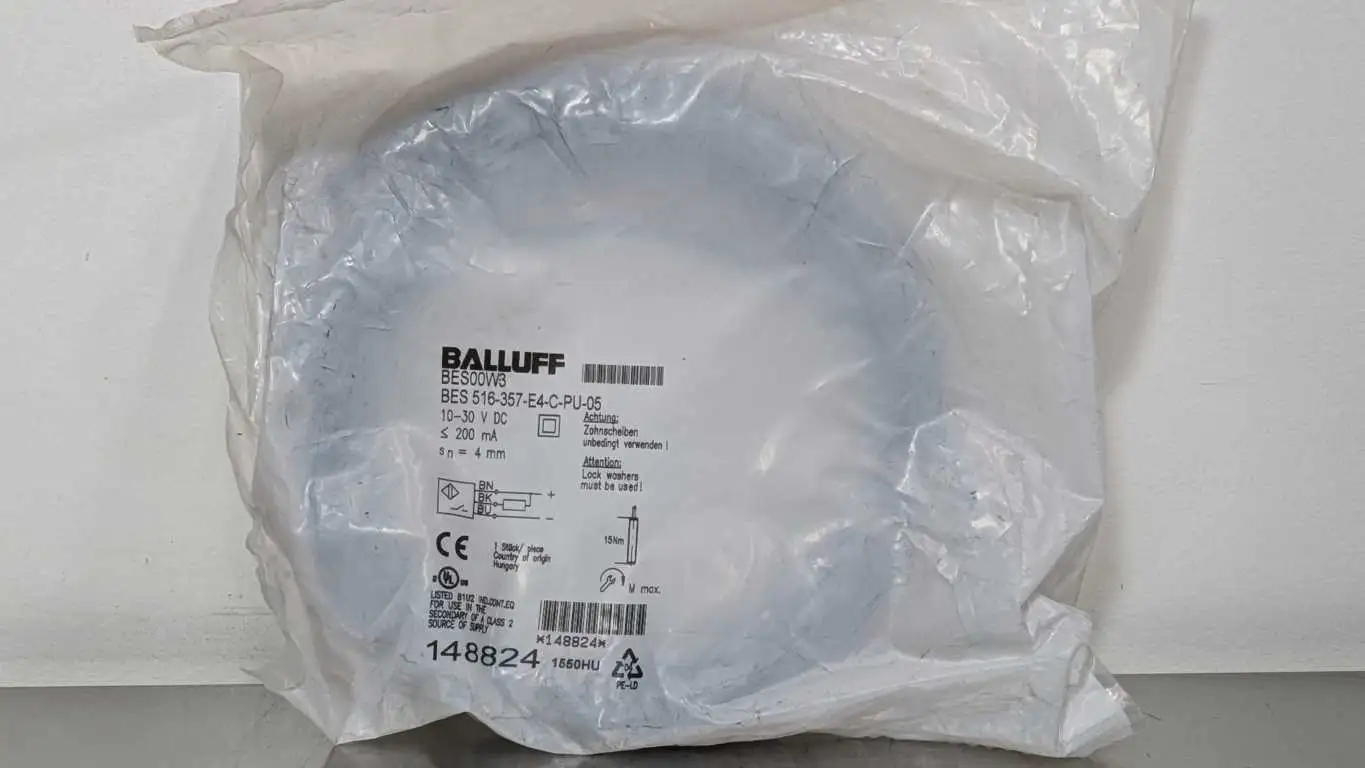 BALLUFF
BES00W3
BES 516-357-E4-C-PU-05
10-30 V DC
≤ 200 mA
sn = 4 mm
Achtung:
Zahnscheiben
unbedingt verwenden!
Attention:
Lock washers
must be used!
BN
BK
BU
+
-
15Nm
M max.
CE
1 Stück/piece
Country of origin
Hungary
c UL us
LISTED 81U2 IND.CONT.EQ
FOR USE IN THE
SECONDARY OF A CLASS 2
SOURCE OF SUPPLY
*148824*
148824 1550HU
PE-LD